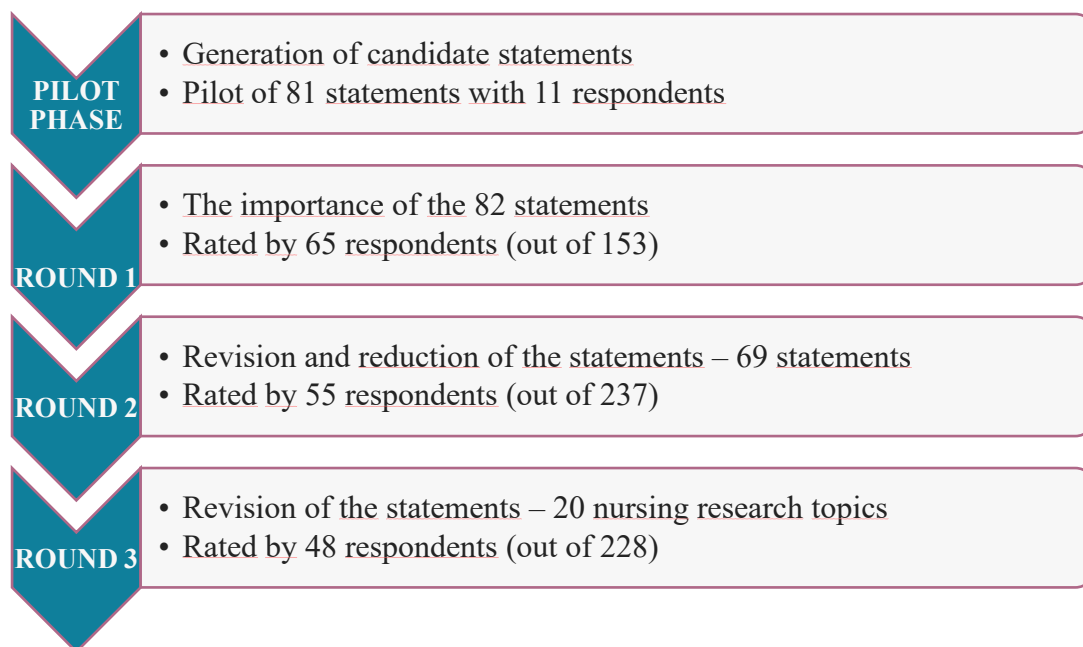 PILOT
PHASE
• Generation of candidate statements
• Pilot of 81 statements with 11 respondents
ROUND 1
• The importance of the 82 statements
• Rated by 65 respondents (out of 153)
ROUND 2
• Revision and reduction of the statements – 69 statements
• Rated by 55 respondents (out of 237)
ROUND 3
• Revision of the statements – 20 nursing research topics
• Rated by 48 respondents (out of 228)